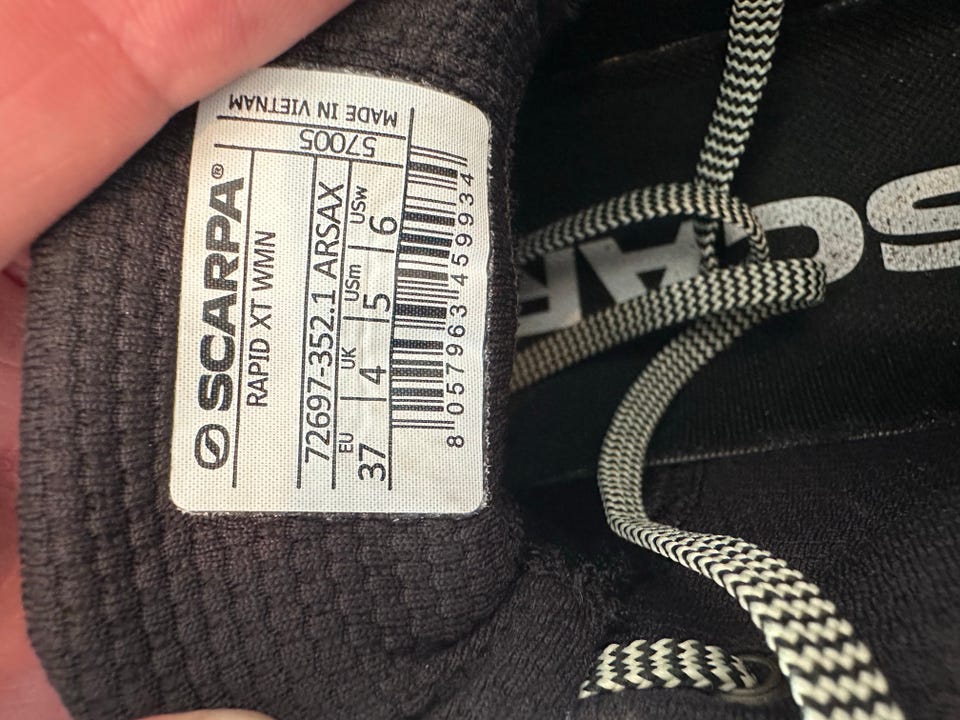 SCARPA®
RAPID XT WMN
72697-352.1 ARSAX
EU UK USm USw
37 4 5 6
8 057963 459934
57005
MADE IN VIETNAM
SCAR